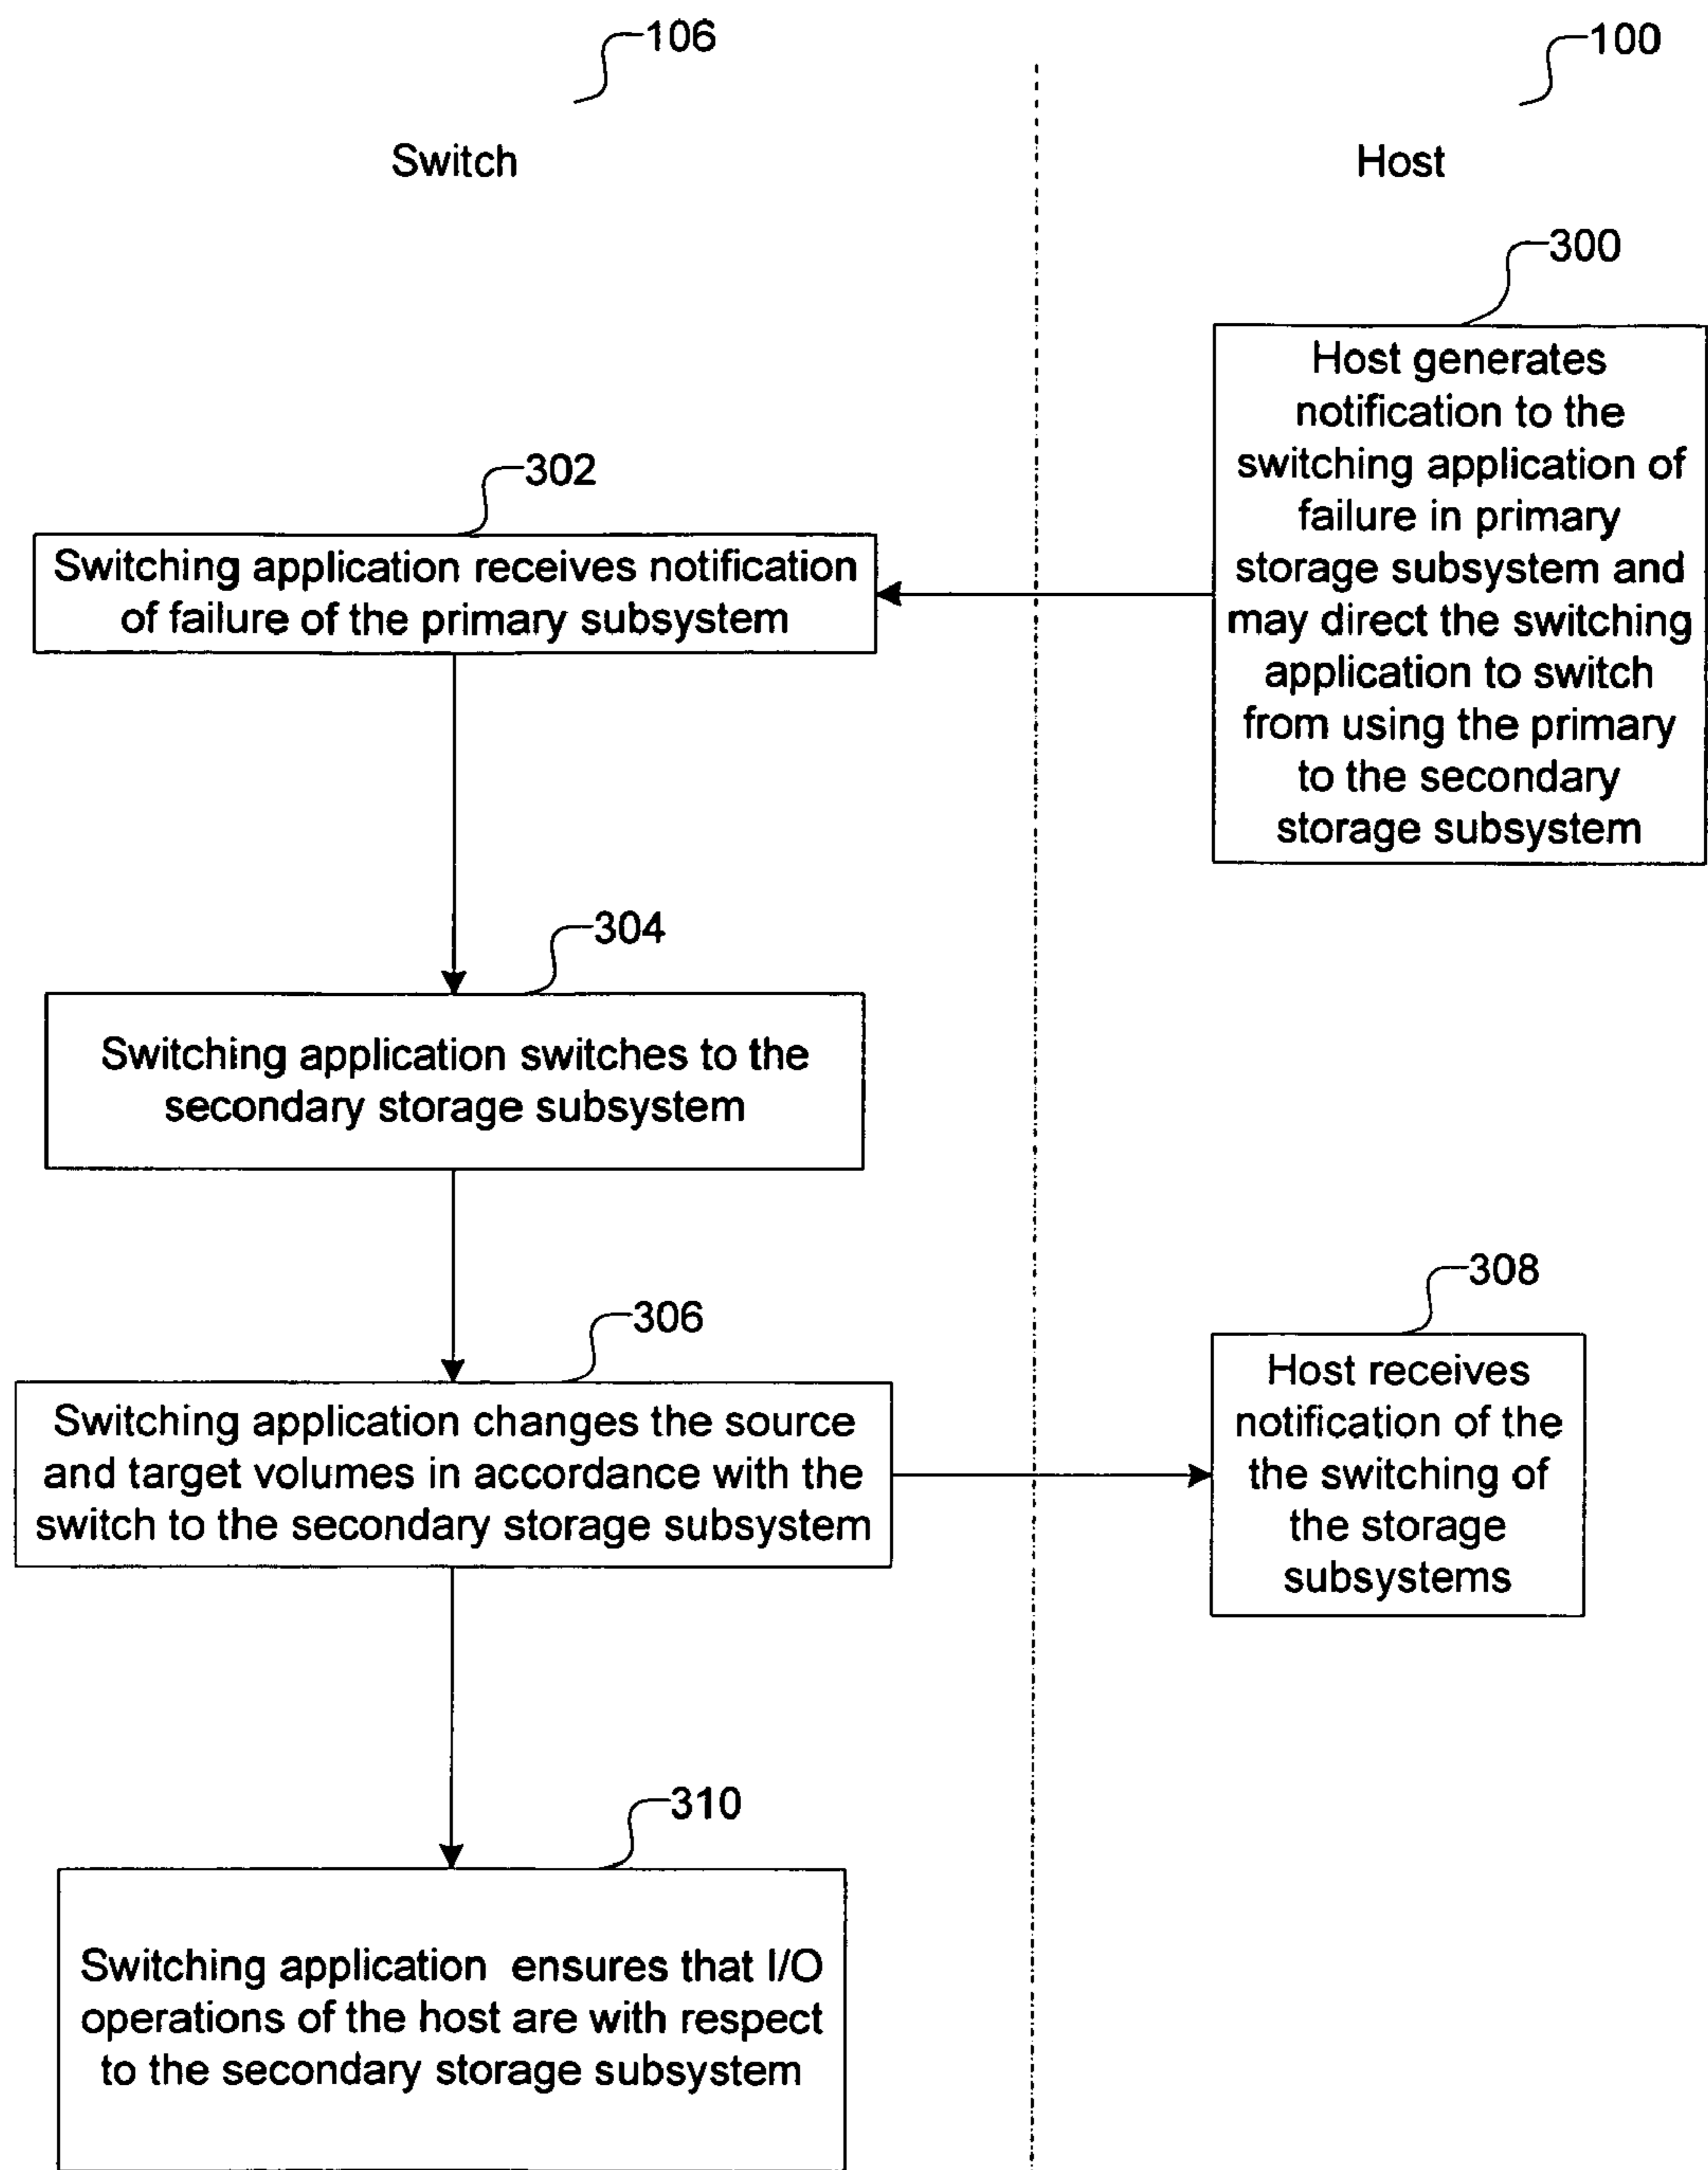 106
100
Switch
Host
300
Host generates
notification to the
switching application of
failure in primary
storage subsystem and
may direct the switching
application to switch
from using the primary
to the secondary
storage subsystem
302
Switching application receives notification
of failure of the primary subsystem
304
Switching application switches to the
secondary storage subsystem
306
Switching application changes the source
and target volumes in accordance with the
switch to the secondary storage subsystem
308
Host receives
notification of the
the switching of
the storage
subsystems
310
Switching application ensures that I/O
operations of the host are with respect
to the secondary storage subsystem